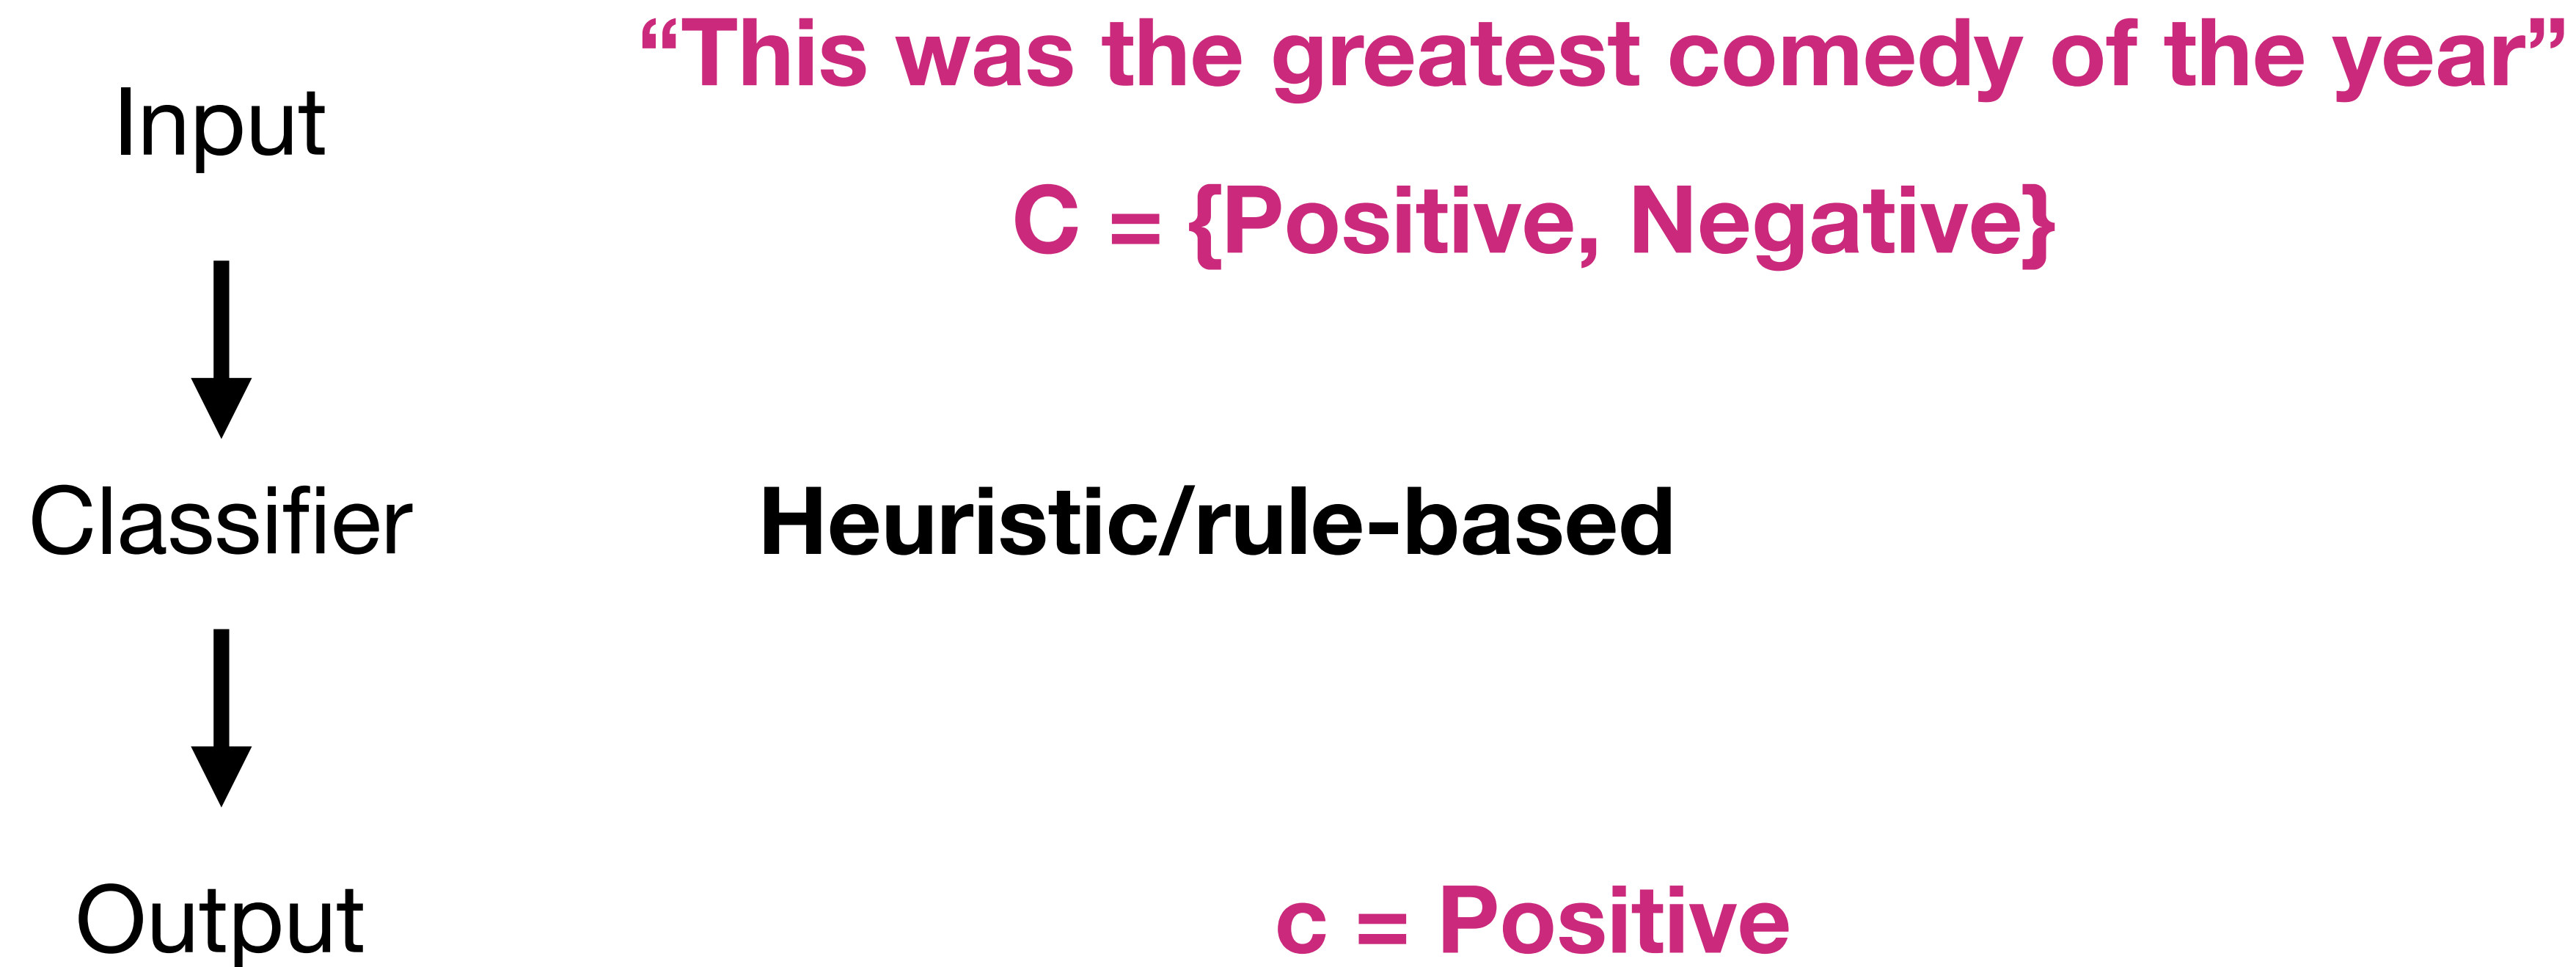 “This was the greatest comedy of the year”
Input
C = {Positive, Negative}
Classifier
Heuristic/rule-based
Output
c = Positive